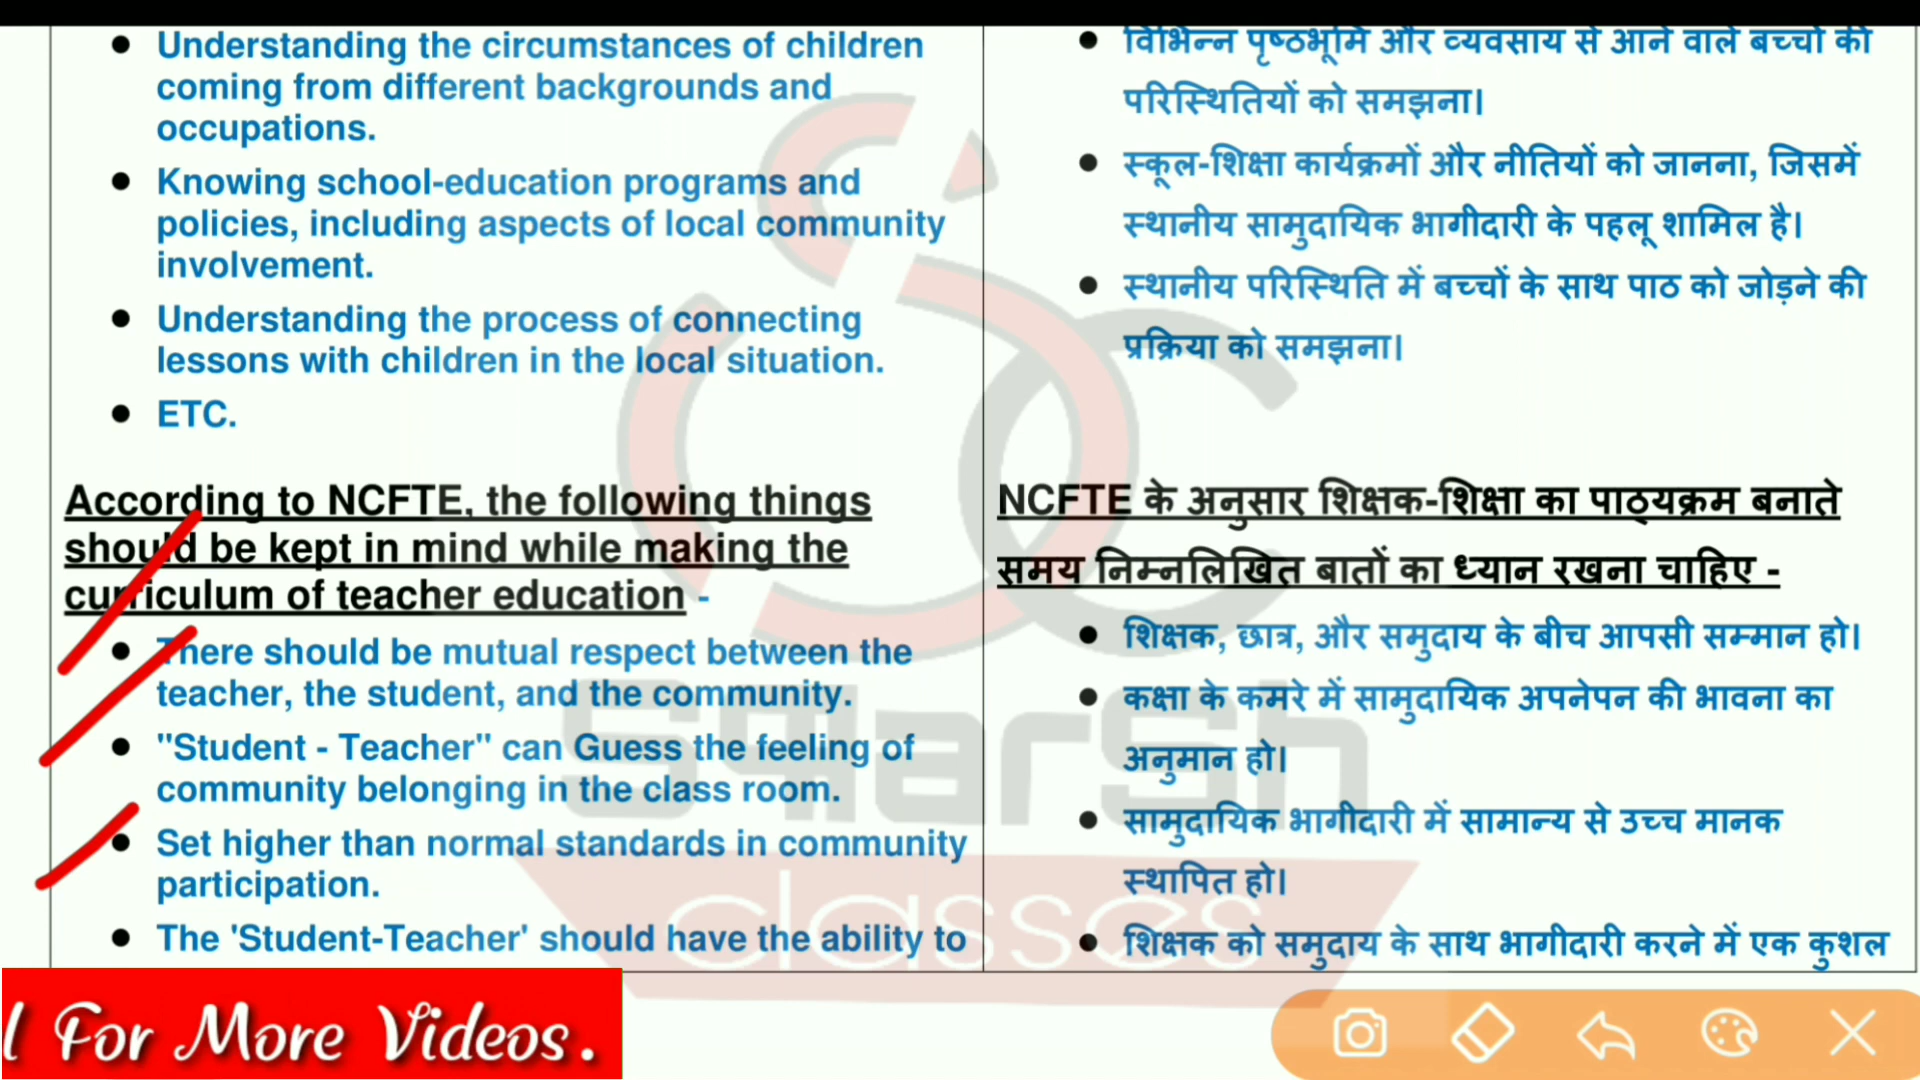 Understanding the circumstances of children
coming from different backgrounds and
occupations.
Knowing school-education programs and
policies, including aspects of local community
involvement.
Understanding the process of connecting
lessons with children in the local situation.
ETC.
According to NCFTE, the following things
should be kept in mind while making the
curriculum of teacher education -
There should be mutual respect between the
teacher, the student, and the community.
"Student - Teacher" can Guess the feeling of
community belonging in the class room.
Set higher than normal standards in community
participation.
The 'Student-Teacher' should have the ability to
विभिन्न पृष्ठभूमि और व्यवसाय से आने वाले बच्चों की
परिस्थितियों को समझना।
स्कूल-शिक्षा कार्यक्रमों और नीतियों को जानना, जिसमें
स्थानीय सामुदायिक भागीदारी के पहलू शामिल है।
स्थानीय परिस्थिति में बच्चों के साथ पाठ को जोड़ने की
प्रक्रिया को समझना।
NCFTE के अनुसार शिक्षक-शिक्षा का पाठ्यक्रम बनाते
समय निम्नलिखित बातों का ध्यान रखना चाहिए -
शिक्षक, छात्र, और समुदाय के बीच आपसी सम्मान हो।
कक्षा के कमरे में सामुदायिक अपनेपन की भावना का
अनुमान हो।
सामुदायिक भागीदारी में सामान्य से उच्च मानक
स्थापित हो।
शिक्षक को समुदाय के साथ भागीदारी करने में एक कुशल
classes
For More Videos.